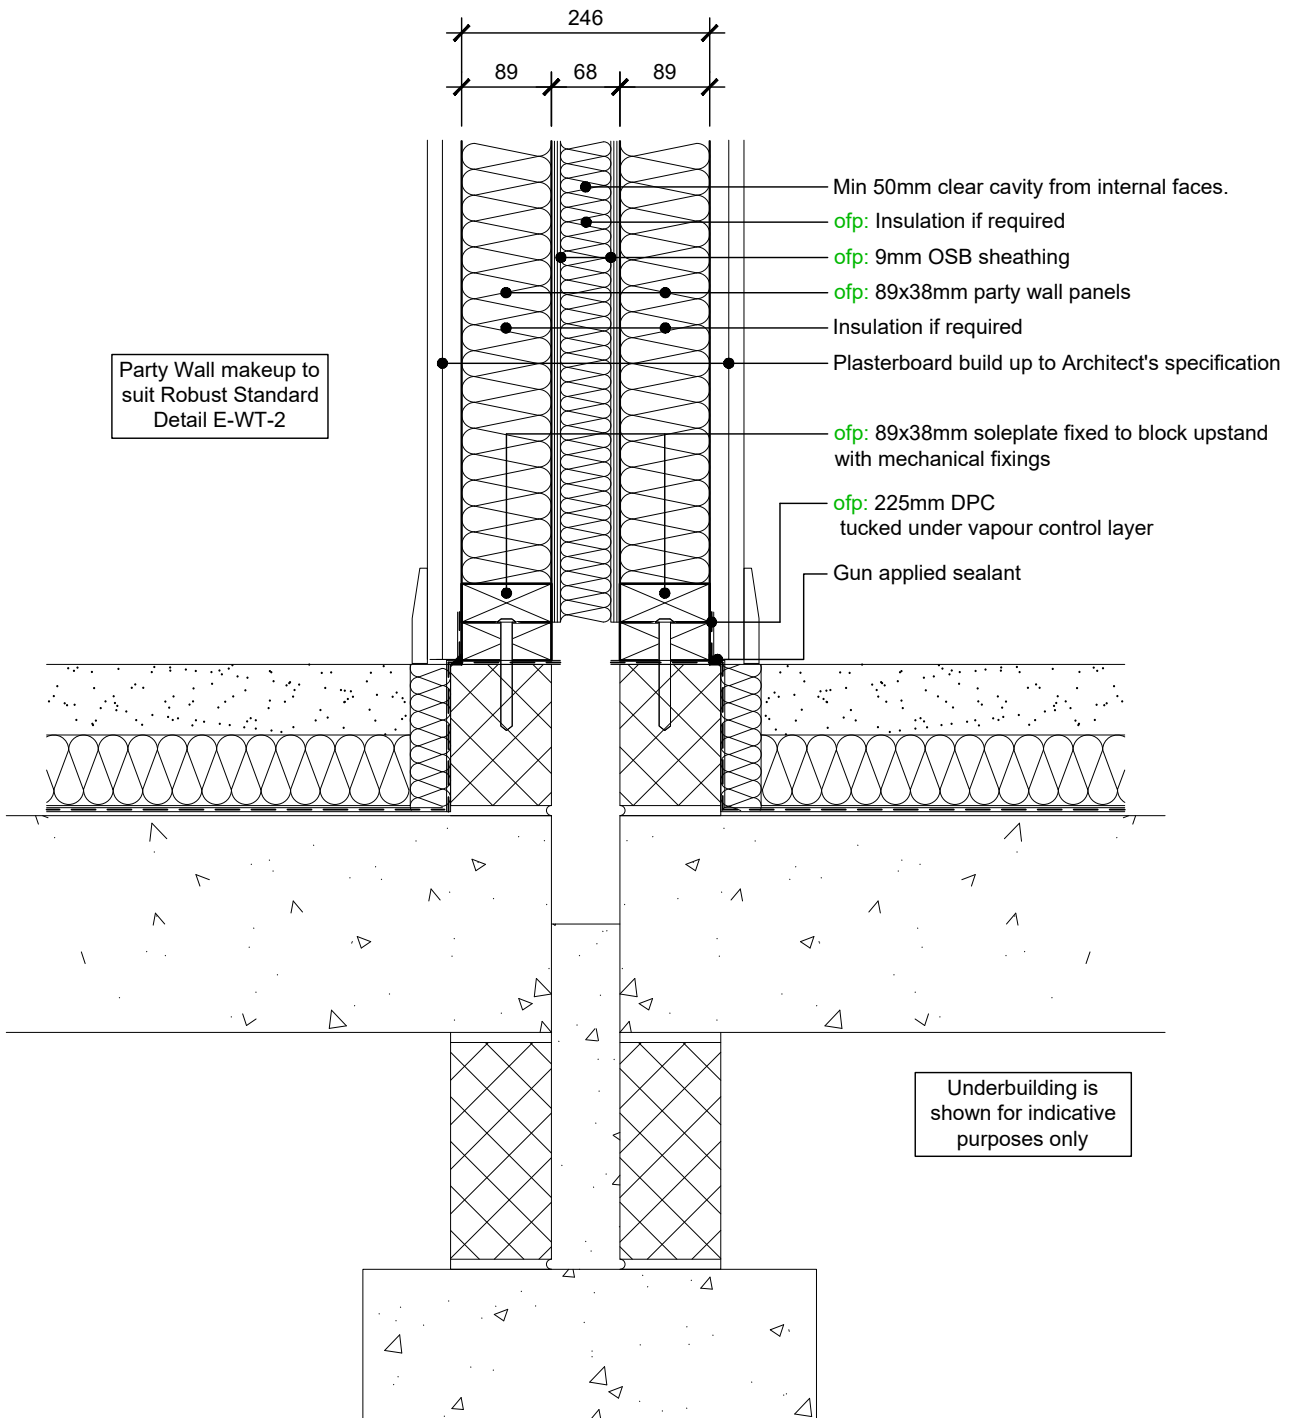 246
89
68
89
Min 50mm clear cavity from internal faces.
ofp: Insulation if required
ofp: 9mm OSB sheathing
ofp: 89x38mm party wall panels
Insulation if required
Plasterboard build up to Architect's specification
Party Wall makeup to
suit Robust Standard
Detail E-WT-2
ofp: 89x38mm soleplate fixed to block upstand
with mechanical fixings
ofp: 225mm DPC
tucked under vapour control layer
Gun applied sealant
Underbuilding is
shown for indicative
purposes only